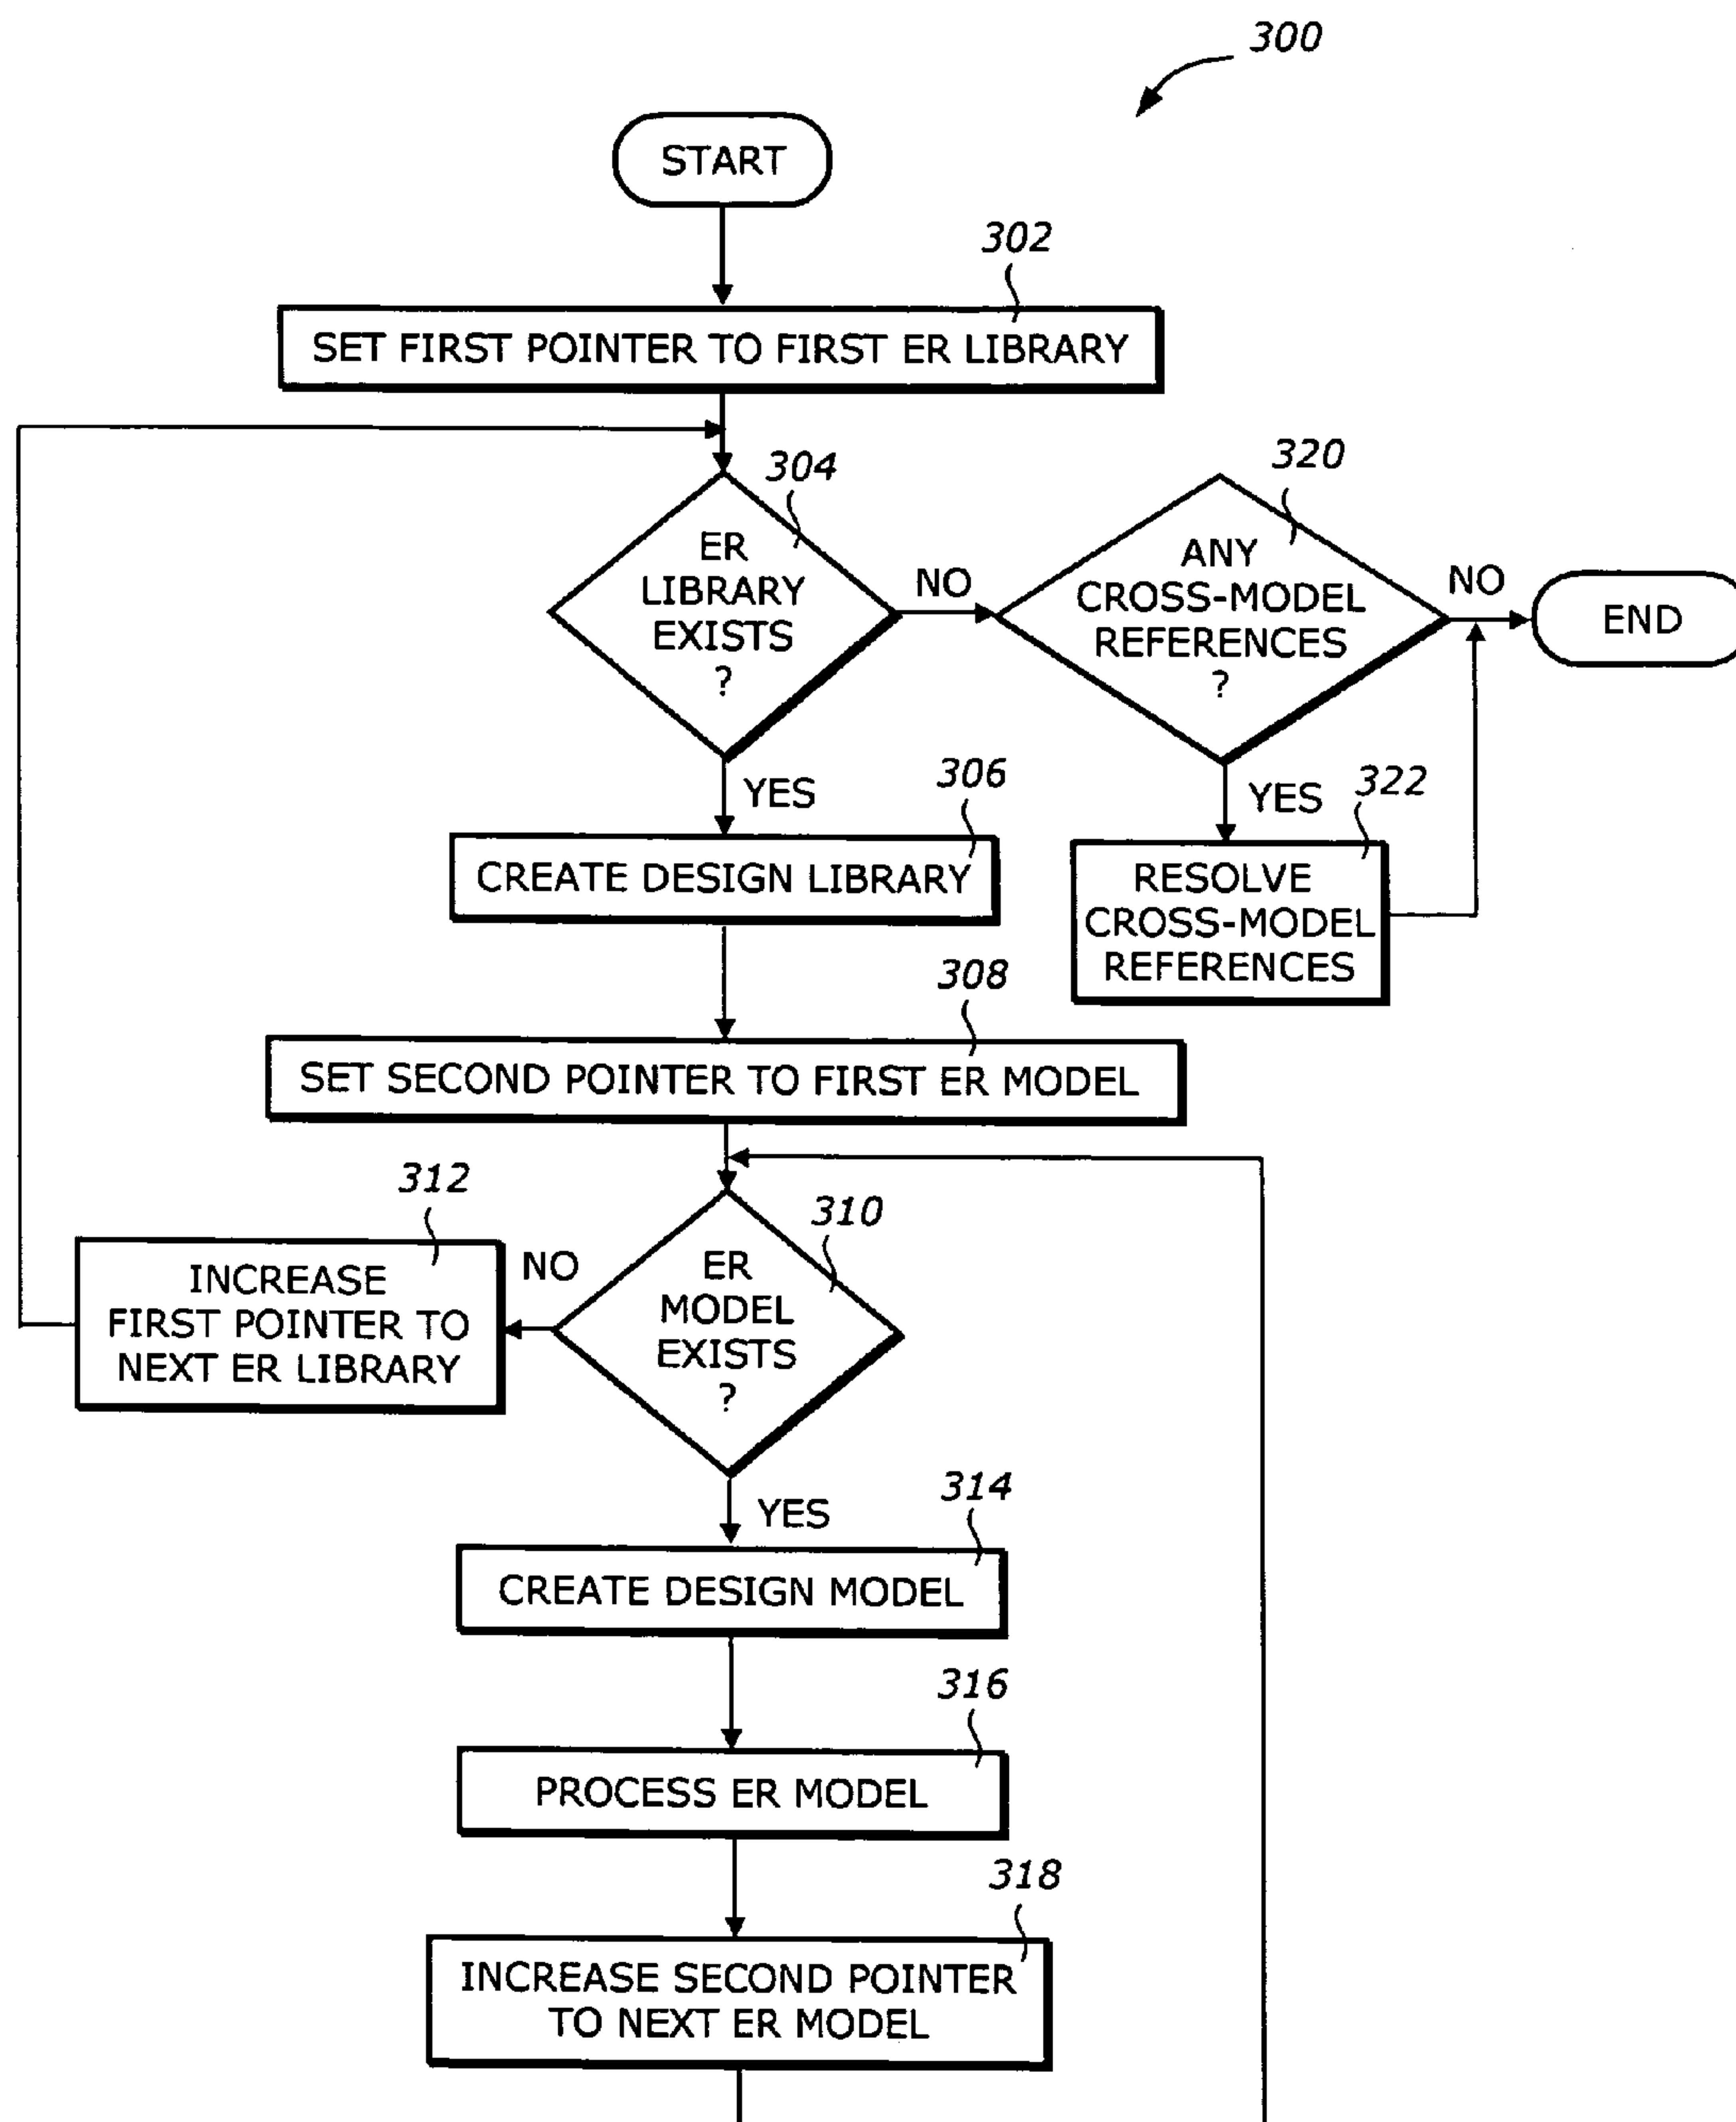 300
START
302
SET FIRST POINTER TO FIRST ER LIBRARY
304
ER
LIBRARY
EXISTS
?
NO
320
ANY
CROSS-MODEL
REFERENCES
?
NO
END
YES
306
CREATE DESIGN LIBRARY
YES
322
RESOLVE
CROSS-MODEL
REFERENCES
308
SET SECOND POINTER TO FIRST ER MODEL
310
ER
MODEL
EXISTS
?
NO
312
INCREASE
FIRST POINTER TO
NEXT ER LIBRARY
YES
314
CREATE DESIGN MODEL
316
PROCESS ER MODEL
318
INCREASE SECOND POINTER
TO NEXT ER MODEL